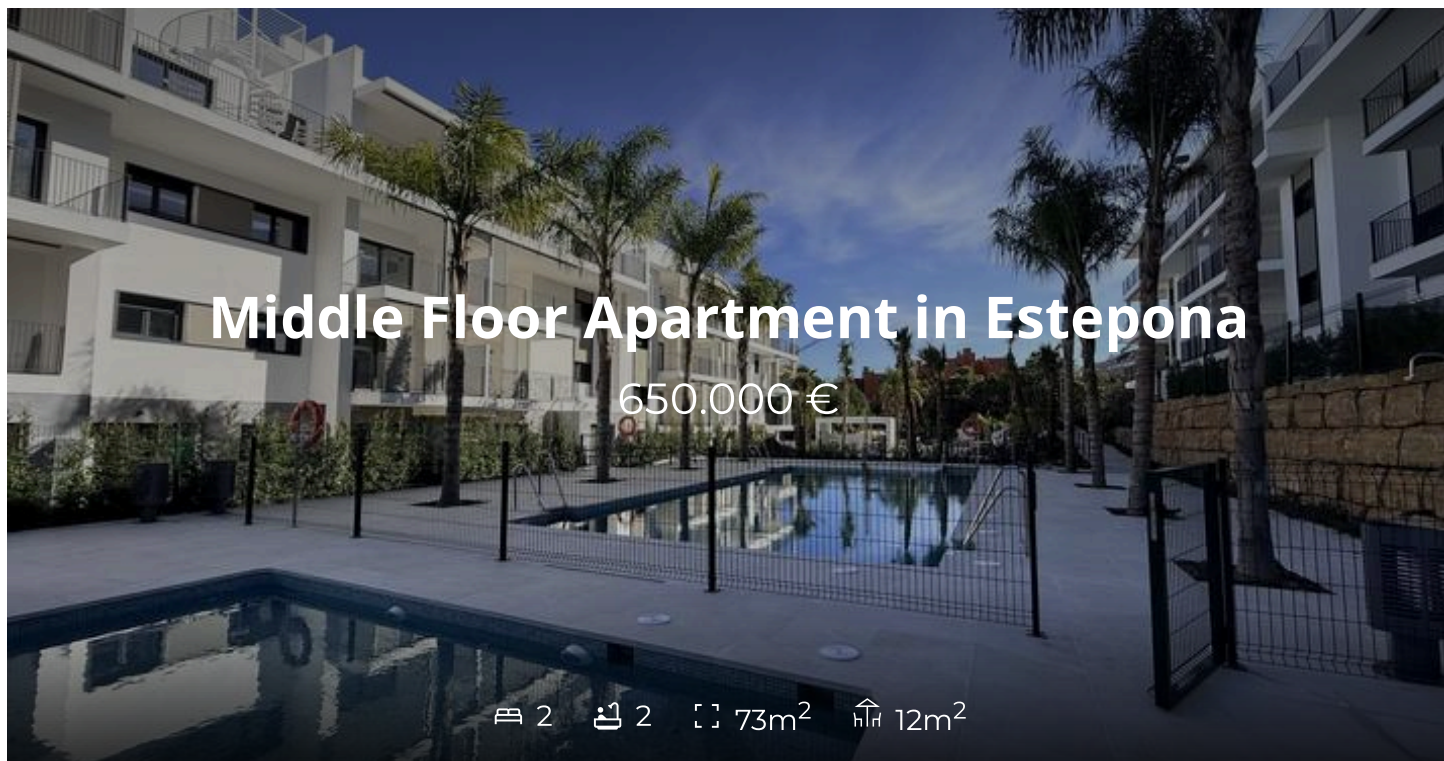 Middle Floor Apartment in Estepona
650.000 €
2 2 73m² 12m²